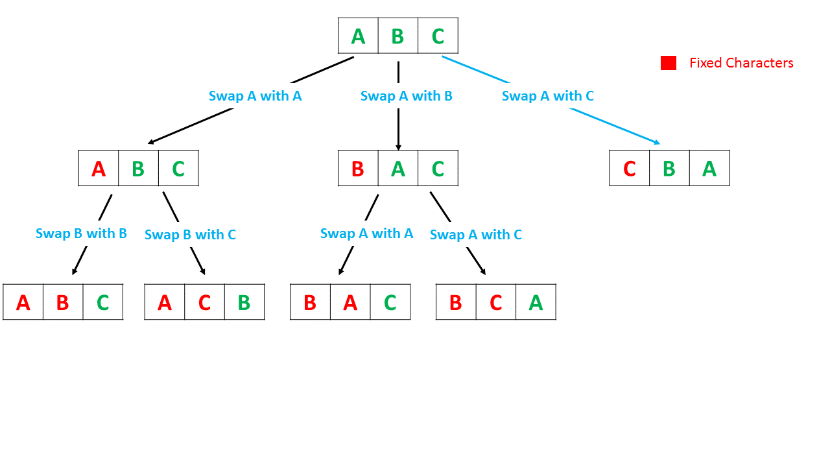 A B C
Fixed Characters
Swap A with A
Swap A with B
Swap A with C
A B C
B A C
C B A
Swap B with B
Swap B with C
Swap A with A
Swap A with C
A B C
A C B
B A C
B C A